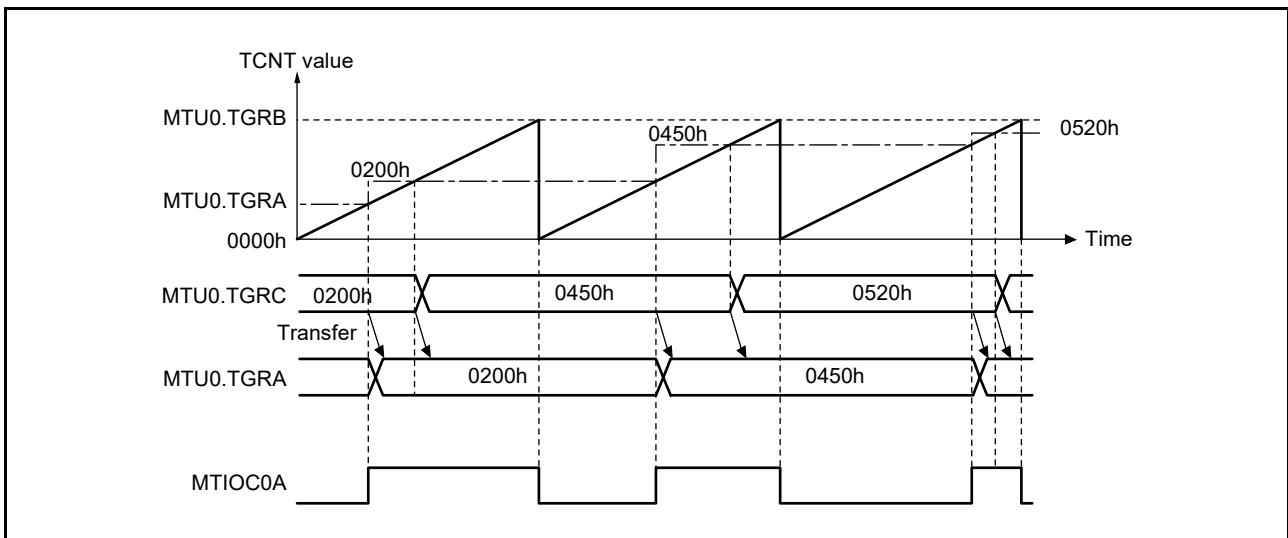 TCNT value
MTU0.TGRB
0520h
0450h
0200h
MTU0.TGRA
0000h
Time
MTU0.TGRC
0200h
0450h
0520h
Transfer
MTU0.TGRA
0200h
0450h
MTIOC0A